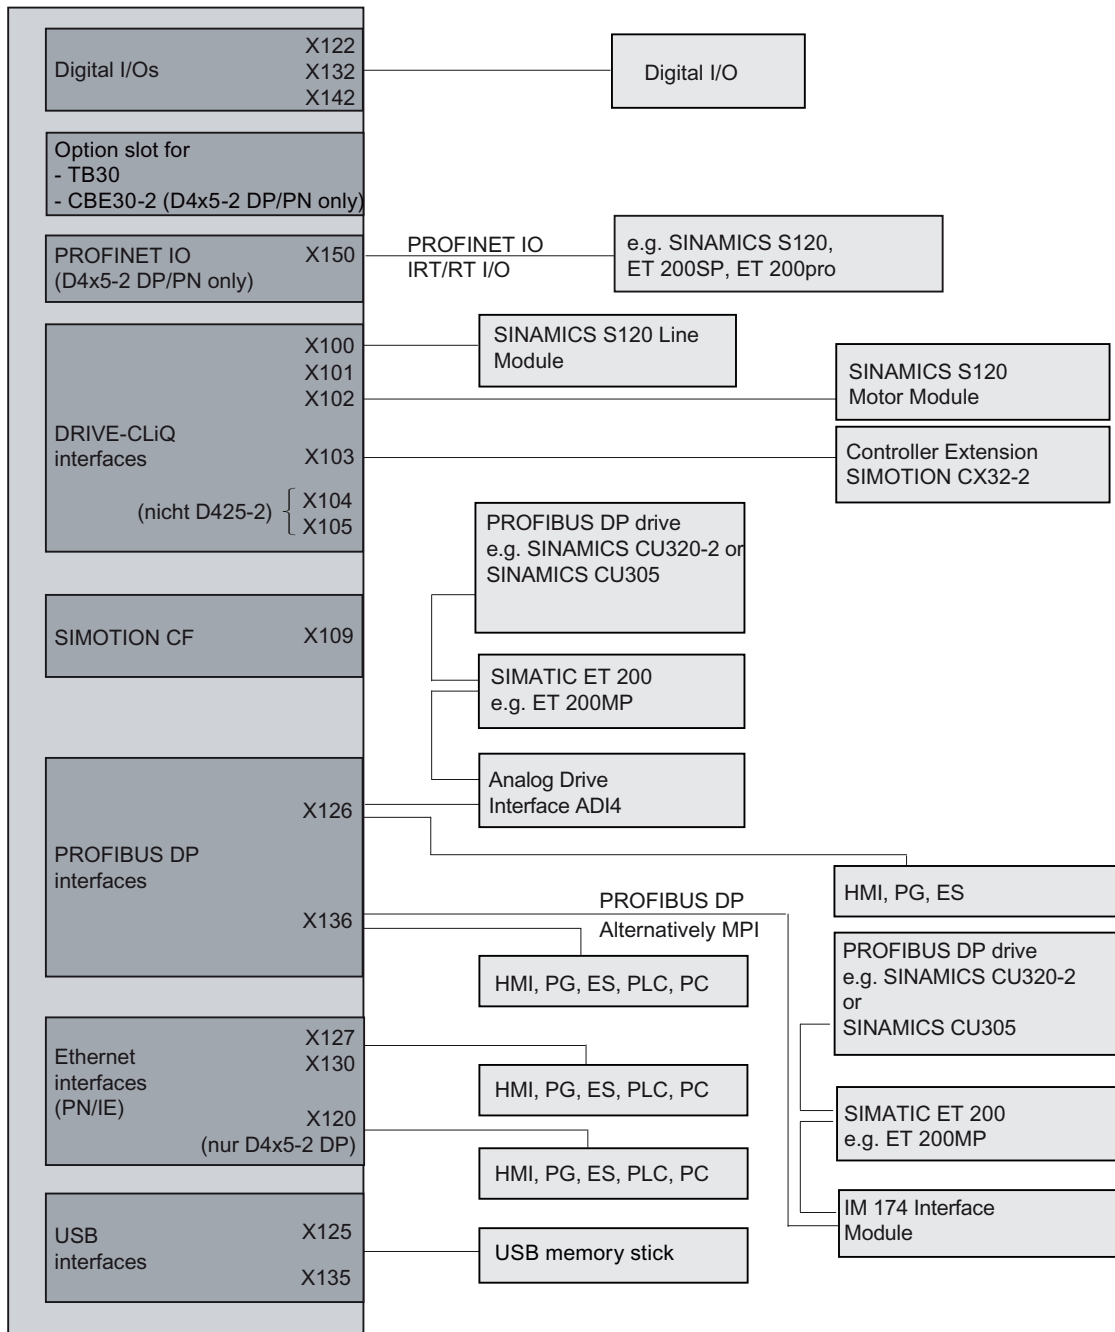 Digital I/Os
X122
X132
X142
Digital I/O
Option slot for
- TB30
- CBE30-2 (D4x5-2 DP/PN only)
PROFINET IO
(D4x5-2 DP/PN only)
X150
PROFINET IO
IRT/RT I/O
e.g. SINAMICS S120,
ET 200SP, ET 200pro
DRIVE-CLiQ
interfaces
X100
X101
X102
X103
(nicht D425-2)
X104
X105
SINAMICS S120 Line
Module
SINAMICS S120
Motor Module
Controller Extension
SIMOTION CX32-2
SIMOTION CF
X109
PROFIBUS DP drive
e.g. SINAMICS CU320-2 or
SINAMICS CU305
SIMATIC ET 200
e.g. ET 200MP
Analog Drive
Interface ADI4
PROFIBUS DP
interfaces
X126
X136
HMI, PG, ES
PROFIBUS DP
Alternatively MPI
HMI, PG, ES, PLC, PC
PROFIBUS DP drive
e.g. SINAMICS CU320-2
or
SINAMICS CU305
SIMATIC ET 200
e.g. ET 200MP
IM 174 Interface
Module
Ethernet
interfaces
(PN/IE)
X127
X130
X120
(nur D4x5-2 DP)
HMI, PG, ES, PLC, PC
HMI, PG, ES, PLC, PC
USB
interfaces
X125
X135
USB memory stick